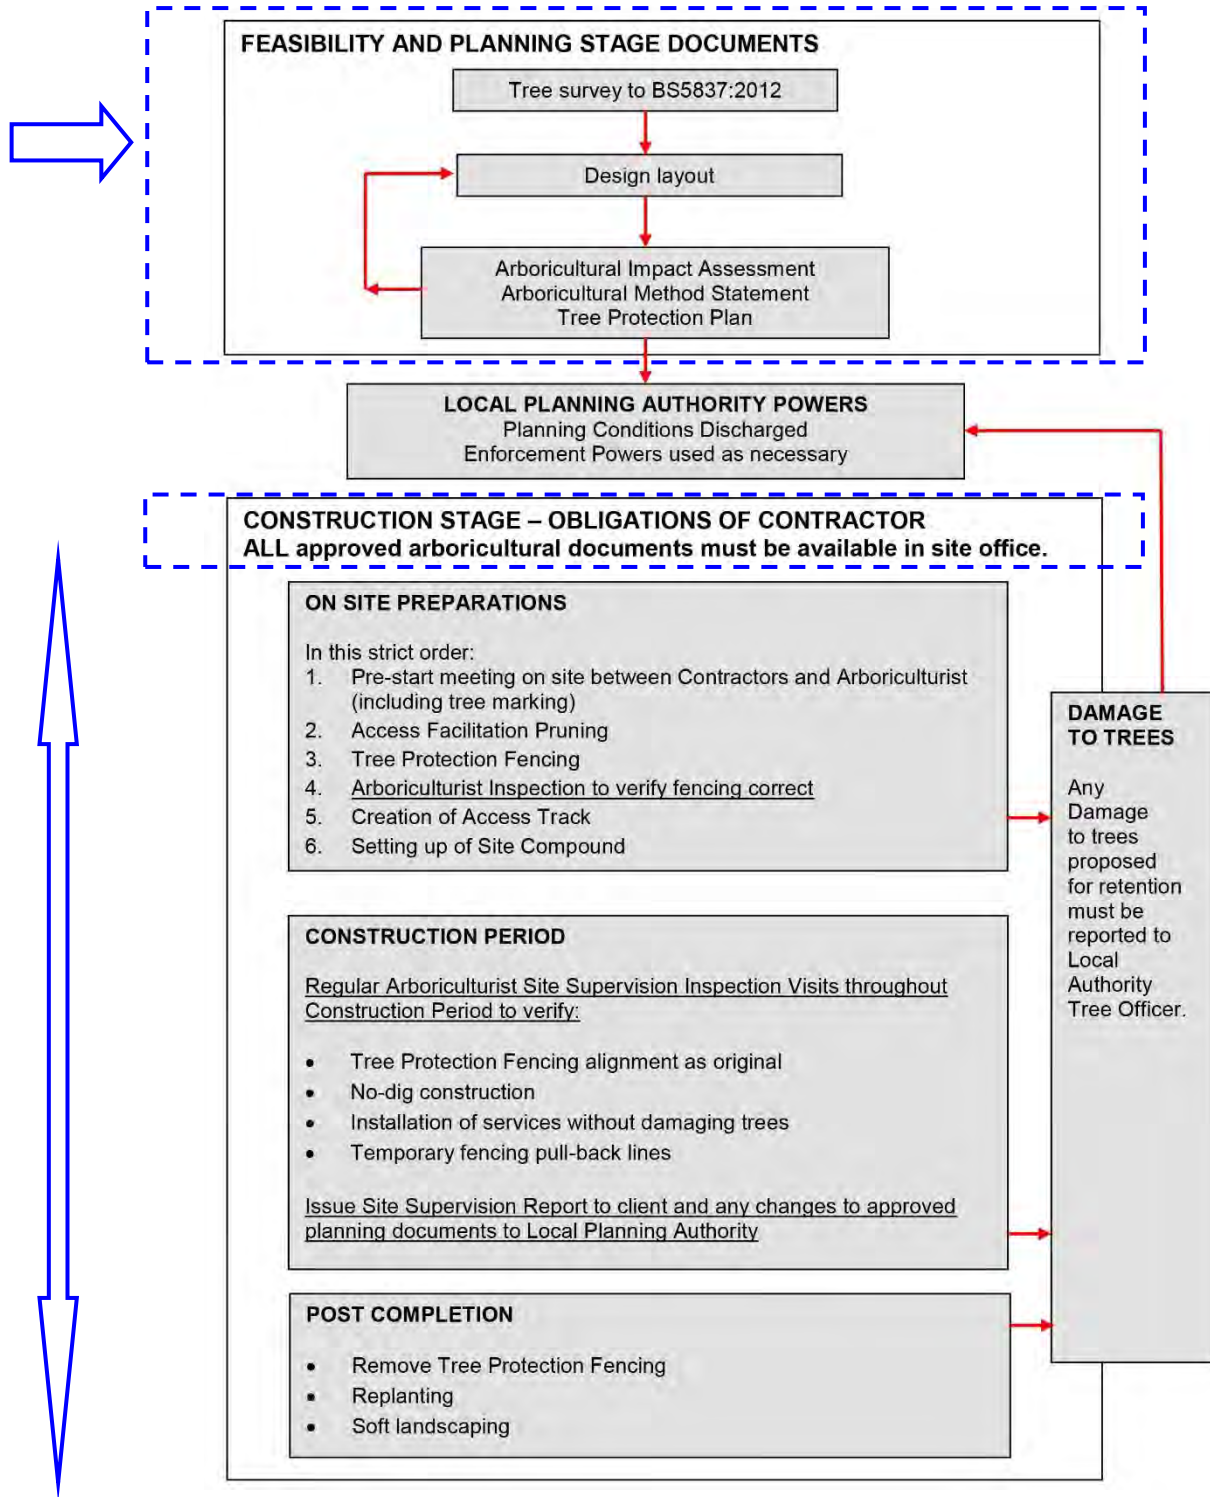 FEASIBILITY AND PLANNING STAGE DOCUMENTS
Tree survey to BS5837:2012
Design layout
Arboricultural Impact Assessment
Arboricultural Method Statement
Tree Protection Plan
LOCAL PLANNING AUTHORITY POWERS
Planning Conditions Discharged
Enforcement Powers used as necessary
CONSTRUCTION STAGE – OBLIGATIONS OF CONTRACTOR
ALL approved arboricultural documents must be available in site office.
ON SITE PREPARATIONS
In this strict order:
1. Pre-start meeting on site between Contractors and Arboriculturist
(including tree marking)
2. Access Facilitation Pruning
3. Tree Protection Fencing
4. Arboriculturist Inspection to verify fencing correct
5. Creation of Access Track
6. Setting up of Site Compound
CONSTRUCTION PERIOD
Regular Arboriculturist Site Supervision Inspection Visits throughout
Construction Period to verify:
• Tree Protection Fencing alignment as original
• No-dig construction
• Installation of services without damaging trees
• Temporary fencing pull-back lines
Issue Site Supervision Report to client and any changes to approved
planning documents to Local Planning Authority
POST COMPLETION
• Remove Tree Protection Fencing
• Replanting
• Soft landscaping
DAMAGE
TO TREES
Any
Damage
to trees
proposed
for retention
must be
reported to
Local
Authority
Tree Officer.